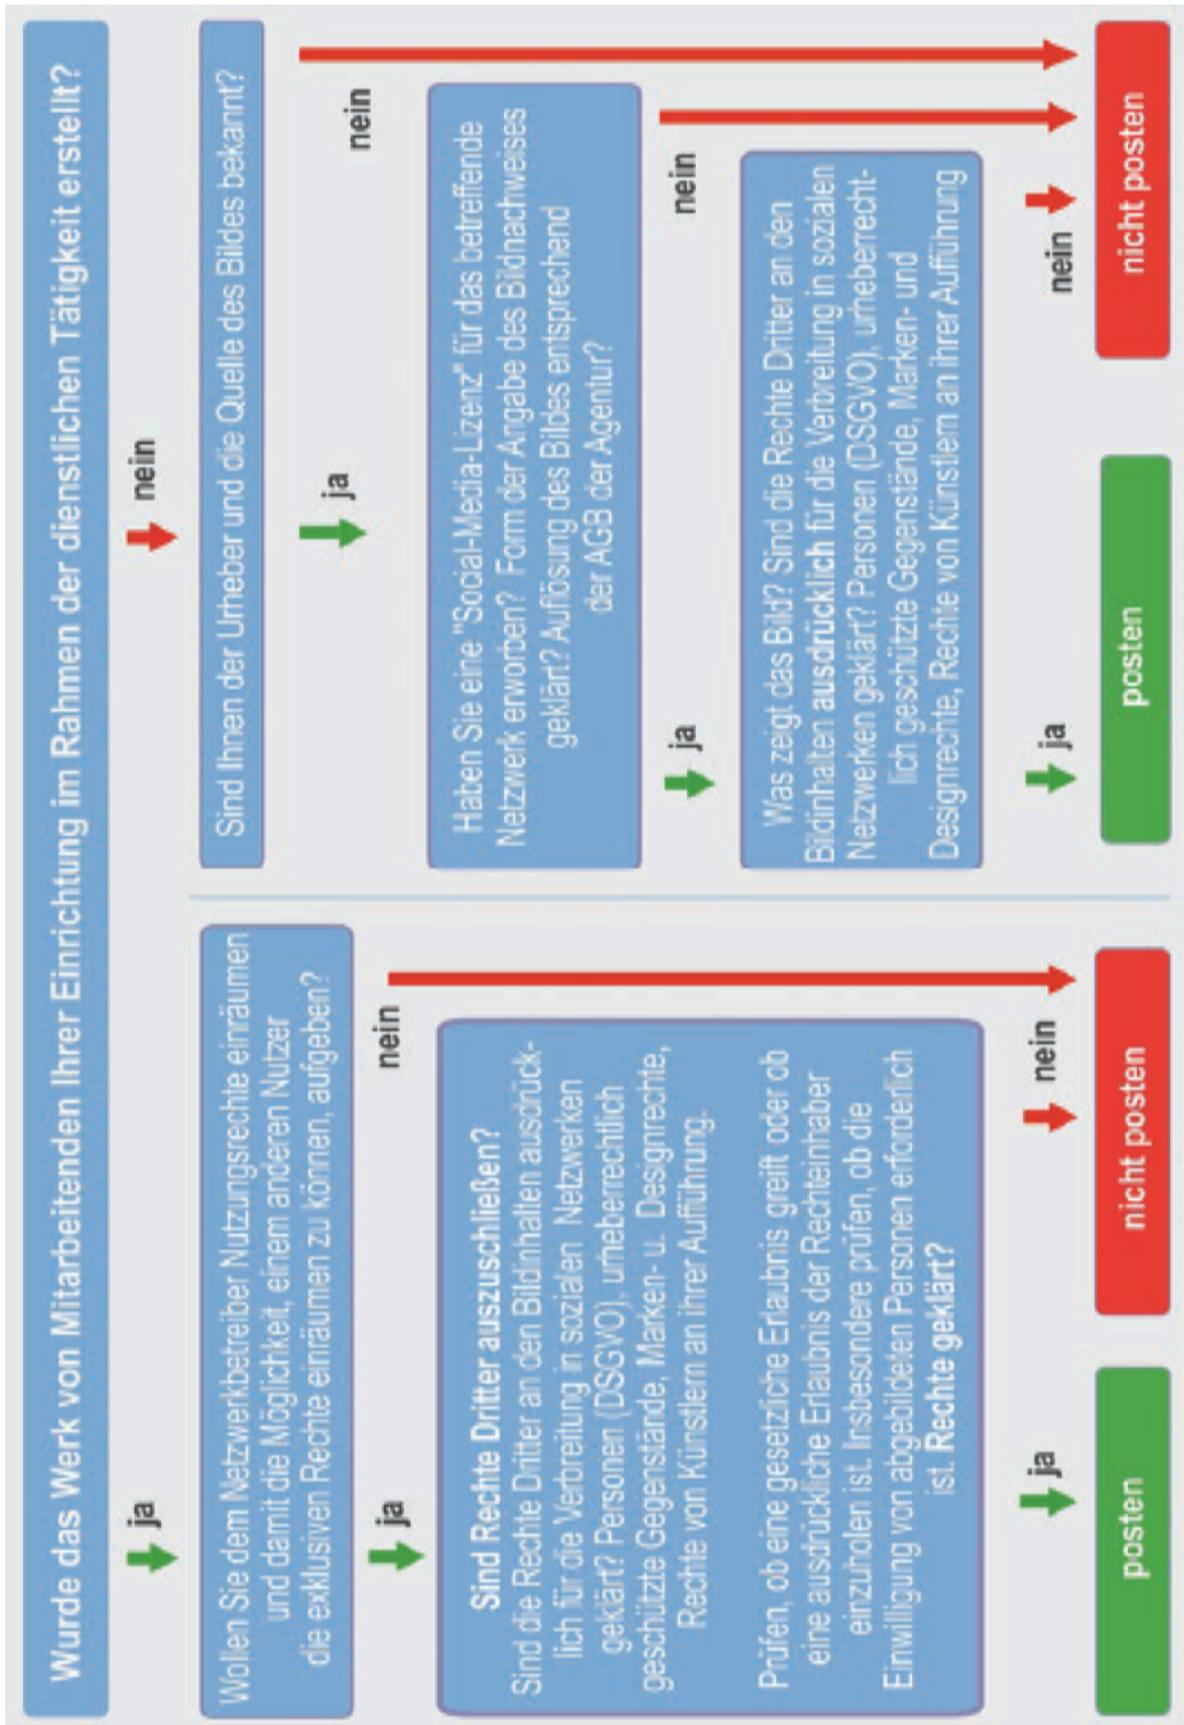 Wurde das Werk von Mitarbeitenden Ihrer Einrichtung im Rahmen der dienstlichen Tätigkeit erstellt?
ja
Wollen Sie dem Netzwerkbetreiber Nutzungsrechte einräumen
und damit die Möglichkeit, einem anderen Nutzer
die exklusiven Rechte einräumen zu können, aufgeben?
ja
nein
Sind Rechte Dritter auszuschließen?
Sind die Rechte Dritter an den Bildinhalten ausdrück-
lich für die Verbreitung in sozialen Netzwerken
geklärt? Personen (DSGVO), urheberrechtlich
geschützte Gegenstände, Marken- u. Designrechte,
Rechte von Künstlern an ihrer Aufführung.
Prüfen, ob eine gesetzliche Erlaubnis greift oder ob
eine ausdrückliche Erlaubnis der Rechteinhaber
einzuholen ist. Insbesondere prüfen, ob die
Einwilligung von abgebildeten Personen erforderlich
ist. Rechte geklärt?
ja
nein
posten
nicht posten
nein
Sind Ihnen der Urheber und die Quelle des Bildes bekannt?
ja
nein
Haben Sie eine "Social-Media-Lizenz" für das betreffende
Netzwerk erworben? Form der Angabe des Bildnachweises
geklärt? Auflösung des Bildes entsprechend
der AGB der Agentur?
ja
nein
Was zeigt das Bild? Sind die Rechte Dritter an den
Bildinhalten ausdrücklich für die Verbreitung in sozialen
Netzwerken geklärt? Personen (DSGVO), urheberrecht-
lich geschützte Gegenstände, Marken- und
Designrechte, Rechte von Künstlern an ihrer Aufführung
ja
nein
posten
nicht posten